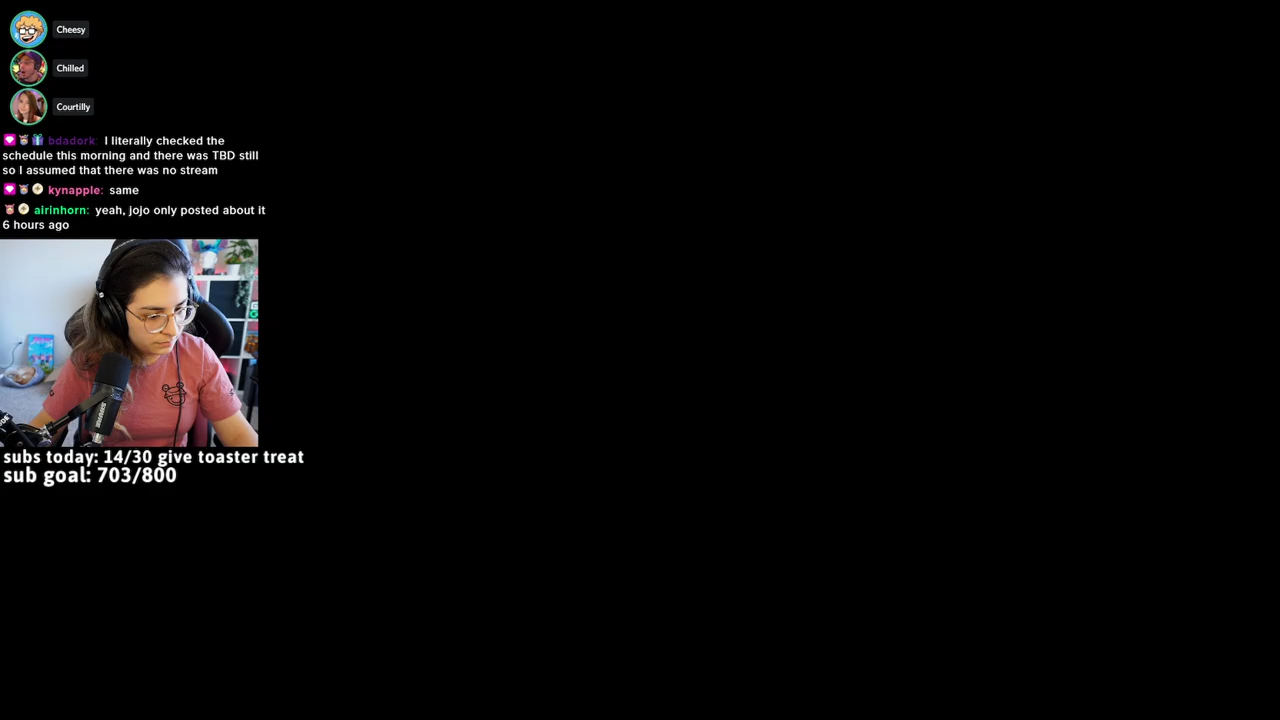 Cheesy
Chilled
Courtilly
bdadork: I literally checked the
schedule this morning and there was TBD still
so I assumed that there was no stream
kynapple: same
airinhorn: yeah, jojo only posted about it
6 hours ago
SHURE
subs today: 14/30 give toaster treat
sub goal: 703/800